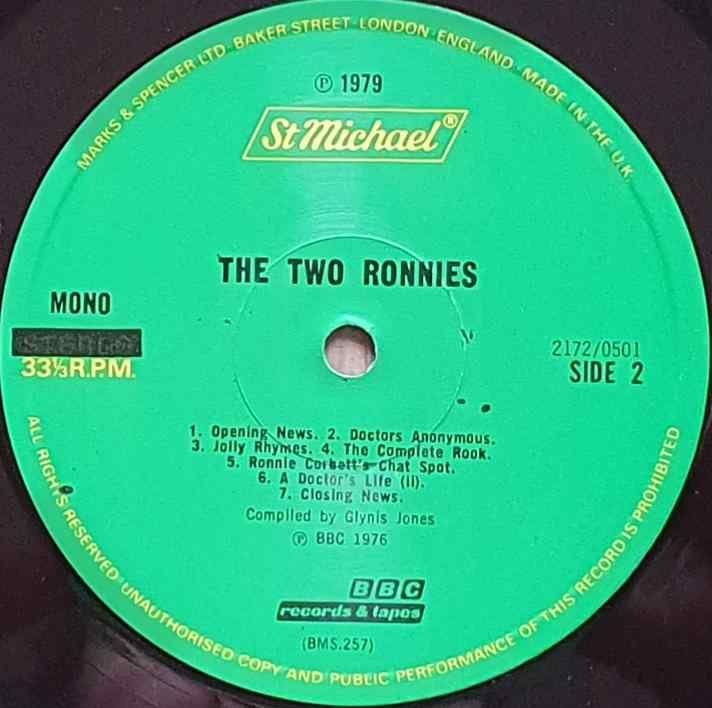 MARKS & SPENCER LTD· BAKER STREET· LONDON· ENGLAND· MADE IN THE U.K.
Ⓟ 1979
St Michael®
THE TWO RONNIES
MONO
STEREO
33⅓ R.P.M.
2172/0501
SIDE 2
1. Opening News. 2. Doctors Anonymous.
3. Jolly Rhymes. 4. The Complete Rook.
5. Ronnie Corbett's Chat Spot.
6. A Doctor's Life (II).
7. Closing News.
Compiled by Glynis Jones
Ⓟ BBC 1976
BBC
records & tapes
(BMS.257)
ALL RIGHTS RESERVED· UNAUTHORISED COPY AND PUBLIC PERFORMANCE OF THIS RECORD IS PROHIBITED